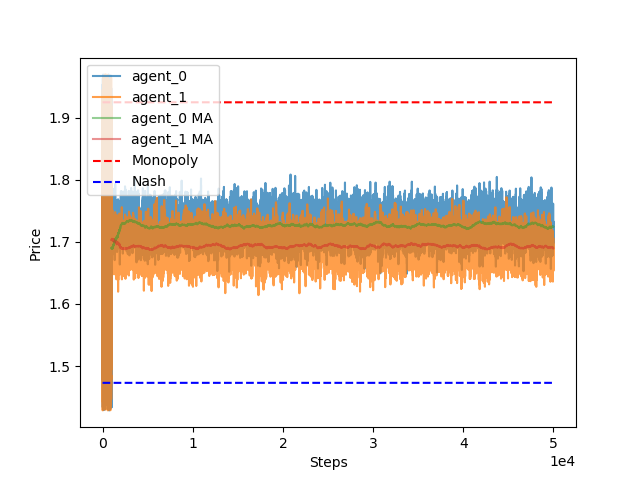 agent_0
agent_1
agent_0 MA
agent_1 MA
Monopoly
Nash
Price
1.9
1.8
1.7
1.6
1.5
0
1
2
3
4
5
Steps
1e4